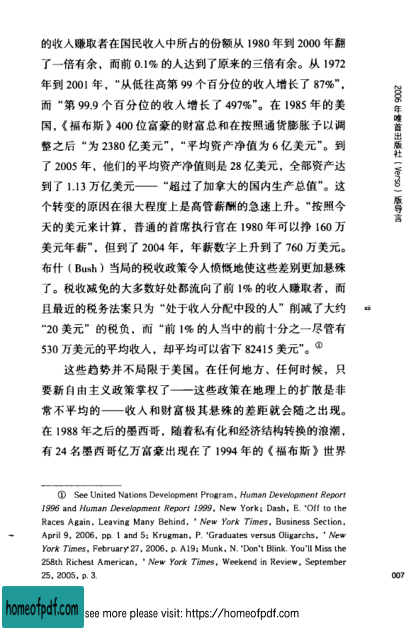 的收入赚取者在国民收入中所占的份额从 1980 年到 2000 年翻
了一倍有余，而前 0.1% 的人达到了原来的三倍有余。从 1972
年到 2001 年，“从低往高第 99 个百分位的收入增长了 87%”，
而“第 99.9 个百分位的收入增长了 497%”。在 1985 年的美
国，《福布斯》400 位富豪的财富总和在按照通货膨胀予以调
整之后“为 2380 亿美元”，“平均资产净值为 6 亿美元”。到
了 2005 年，他们的平均资产净值则是 28 亿美元，全部资产达
到了 1.13 万亿美元——“超过了加拿大的国内生产总值”。这
个转变的原因在很大程度上是高管薪酬的急速上升。“按照今
天的美元来计算，普通的首席执行官在 1980 年可以挣 160 万
美元年薪”，但到了 2004 年，年薪数字上升到了 760 万美元。
布什（Bush）当局的税收政策令人愤慨地使这些差别更加悬殊
了。税收减免的大多数好处都流向了前 1% 的收入赚取者，而
且最近的税务法案只为“处于收入分配中段的人”削减了大约
“20 美元”的税负，而“前 1% 的人当中的前十分之一尽管有
530 万美元的平均收入，却平均可以省下 82415 美元”。①
这些趋势并不局限于美国。在任何地方、任何时候，只
要新自由主义政策掌权了——这些政策在地理上的扩散是非
常不平均的——收入和财富极其悬殊的差距就会随之出现。
在 1988 年之后的墨西哥，随着私有化和经济结构转换的浪潮，
有 24 名墨西哥亿万富豪出现在了 1994 年的《福布斯》世界
① See United Nations Development Program, Human Development Report
1996 and Human Development Report 1999, New York; Dash, E. 'Off to the
Races Again, Leaving Many Behind, ' New York Times, Business Section,
April 9, 2006, pp. 1 and 5; Krugman, P. 'Graduates versus Oligarchs, ' New
York Times, February 27, 2006, p. A19; Munk, N. 'Don't Blink. You'll Miss the
258th Richest American, ' New York Times, Weekend in Review, September
25, 2005, p. 3.
2006 年唯首出版社（Verso）版导言
007
homeofpdf.com
see more please visit: https://homeofpdf.com